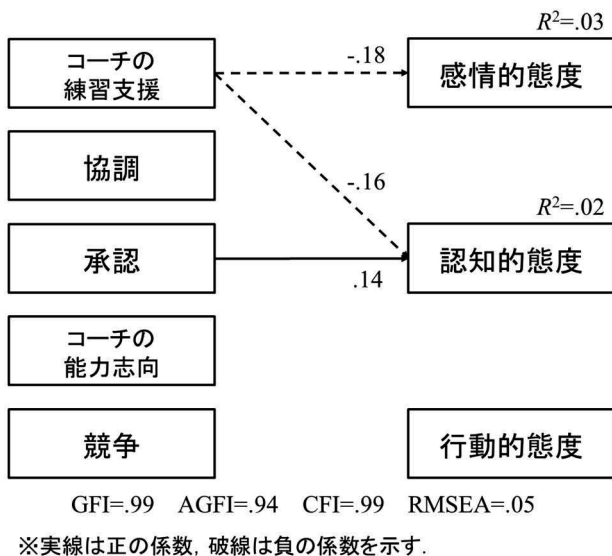 R²=.03
コーチの
練習支援
-.18
感情的態度
協調
-.16
R²=.02
承認
.14
認知的態度
コーチの
能力志向
競争
行動的態度
GFI=.99 AGFI=.94 CFI=.99 RMSEA=.05
※実線は正の係数, 破線は負の係数を示す.